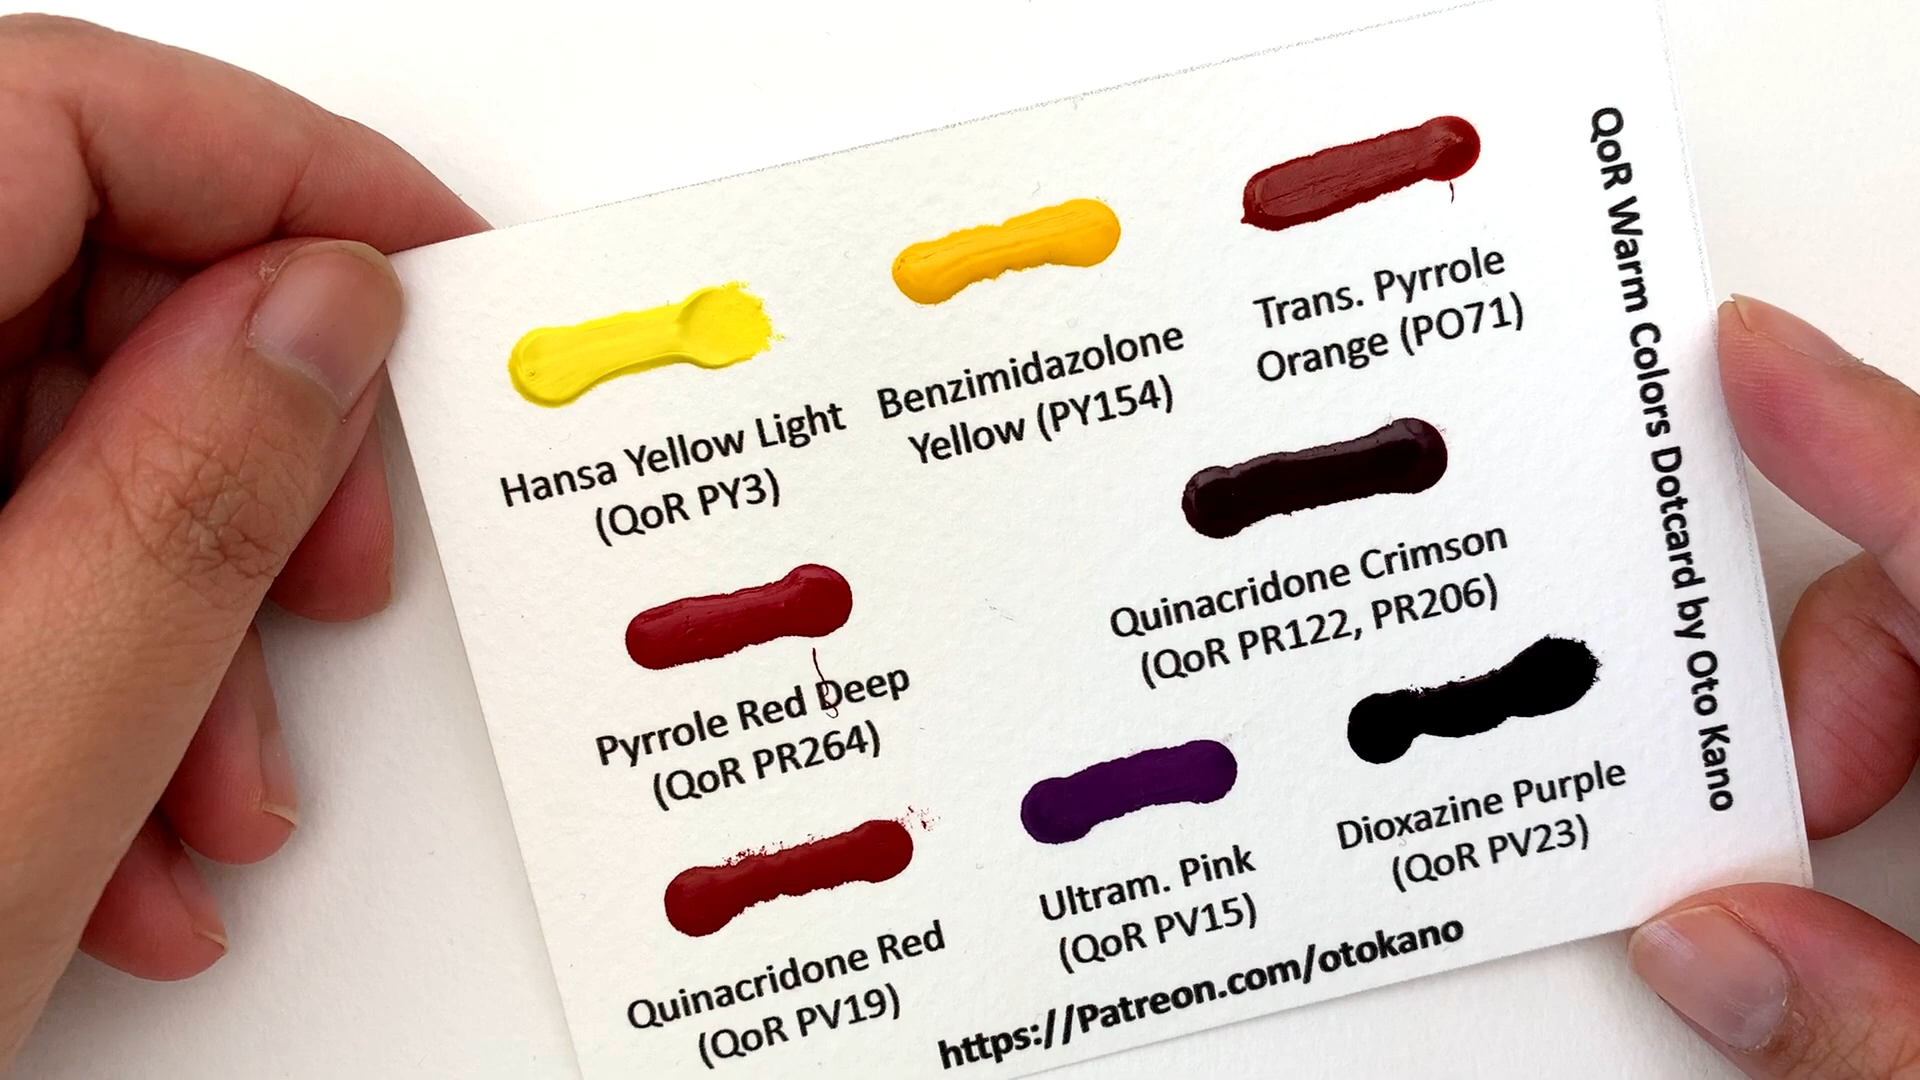 Hansa Yellow Light
(QoR PY3)
Benzimidazolone
Yellow (PY154)
Trans. Pyrrole
Orange (PO71)
Pyrrole Red Deep
(QoR PR264)
Quinacridone Crimson
(QoR PR122, PR206)
Quinacridone Red
(QoR PV19)
Ultram. Pink
(QoR PV15)
Dioxazine Purple
(QoR PV23)
https://Patreon.com/otokano
QoR Warm Colors Dotcard by Oto Kano